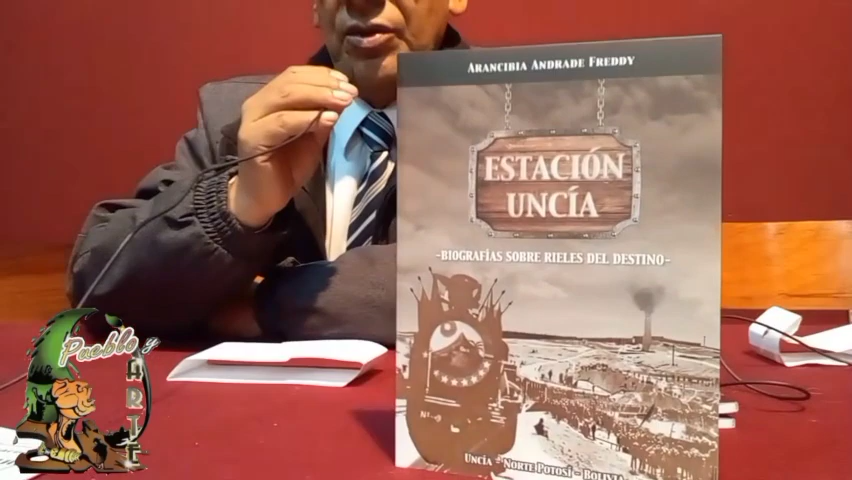 ARANCIBIA ANDRADE FREDDY
ESTACIÓN
UNCÍA
-BIOGRAFÍAS SOBRE RIELES DEL DESTINO-
UNCÍA - NORTE POTOSÍ - BOLIVIA
Pueblo y
ARTE